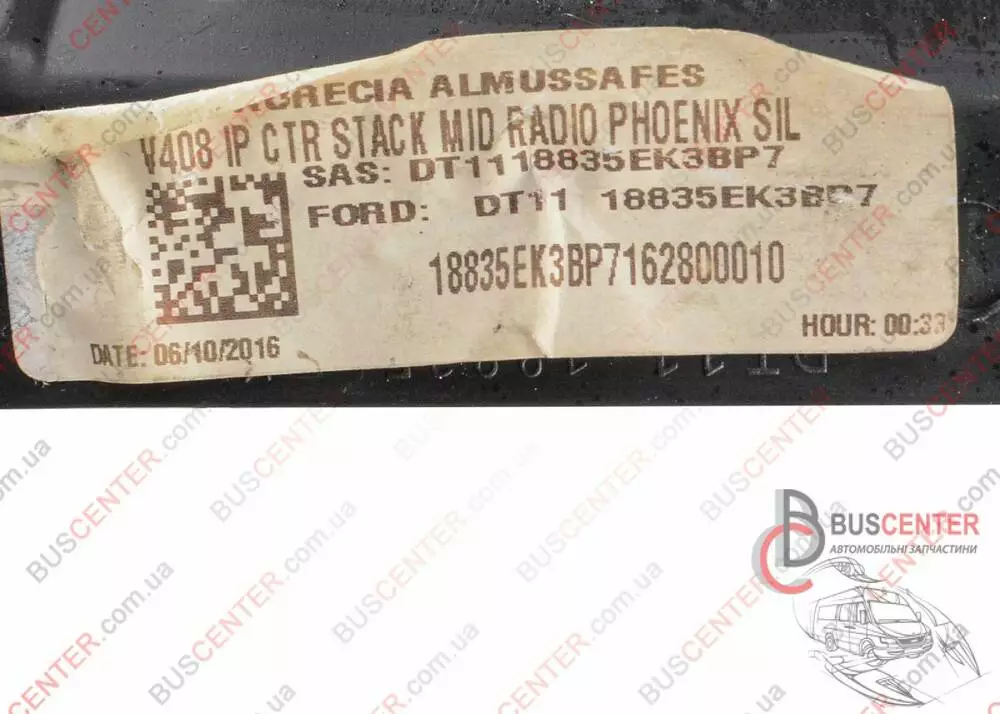 ALMUSSAFES
V408 IP CTR STACK MID RADIO PHOENIX SIL
SAS: DT1118835EK3BP7
FORD: DT11 18835EK3BP7
18835EK3BP7162800010
HOUR: 00:33
DATE: 06/10/2016
DT11
BUSCENTER
АВТОМОБІЛЬНІ ЗАПЧАСТИНИ
BUSCENTER.com.ua